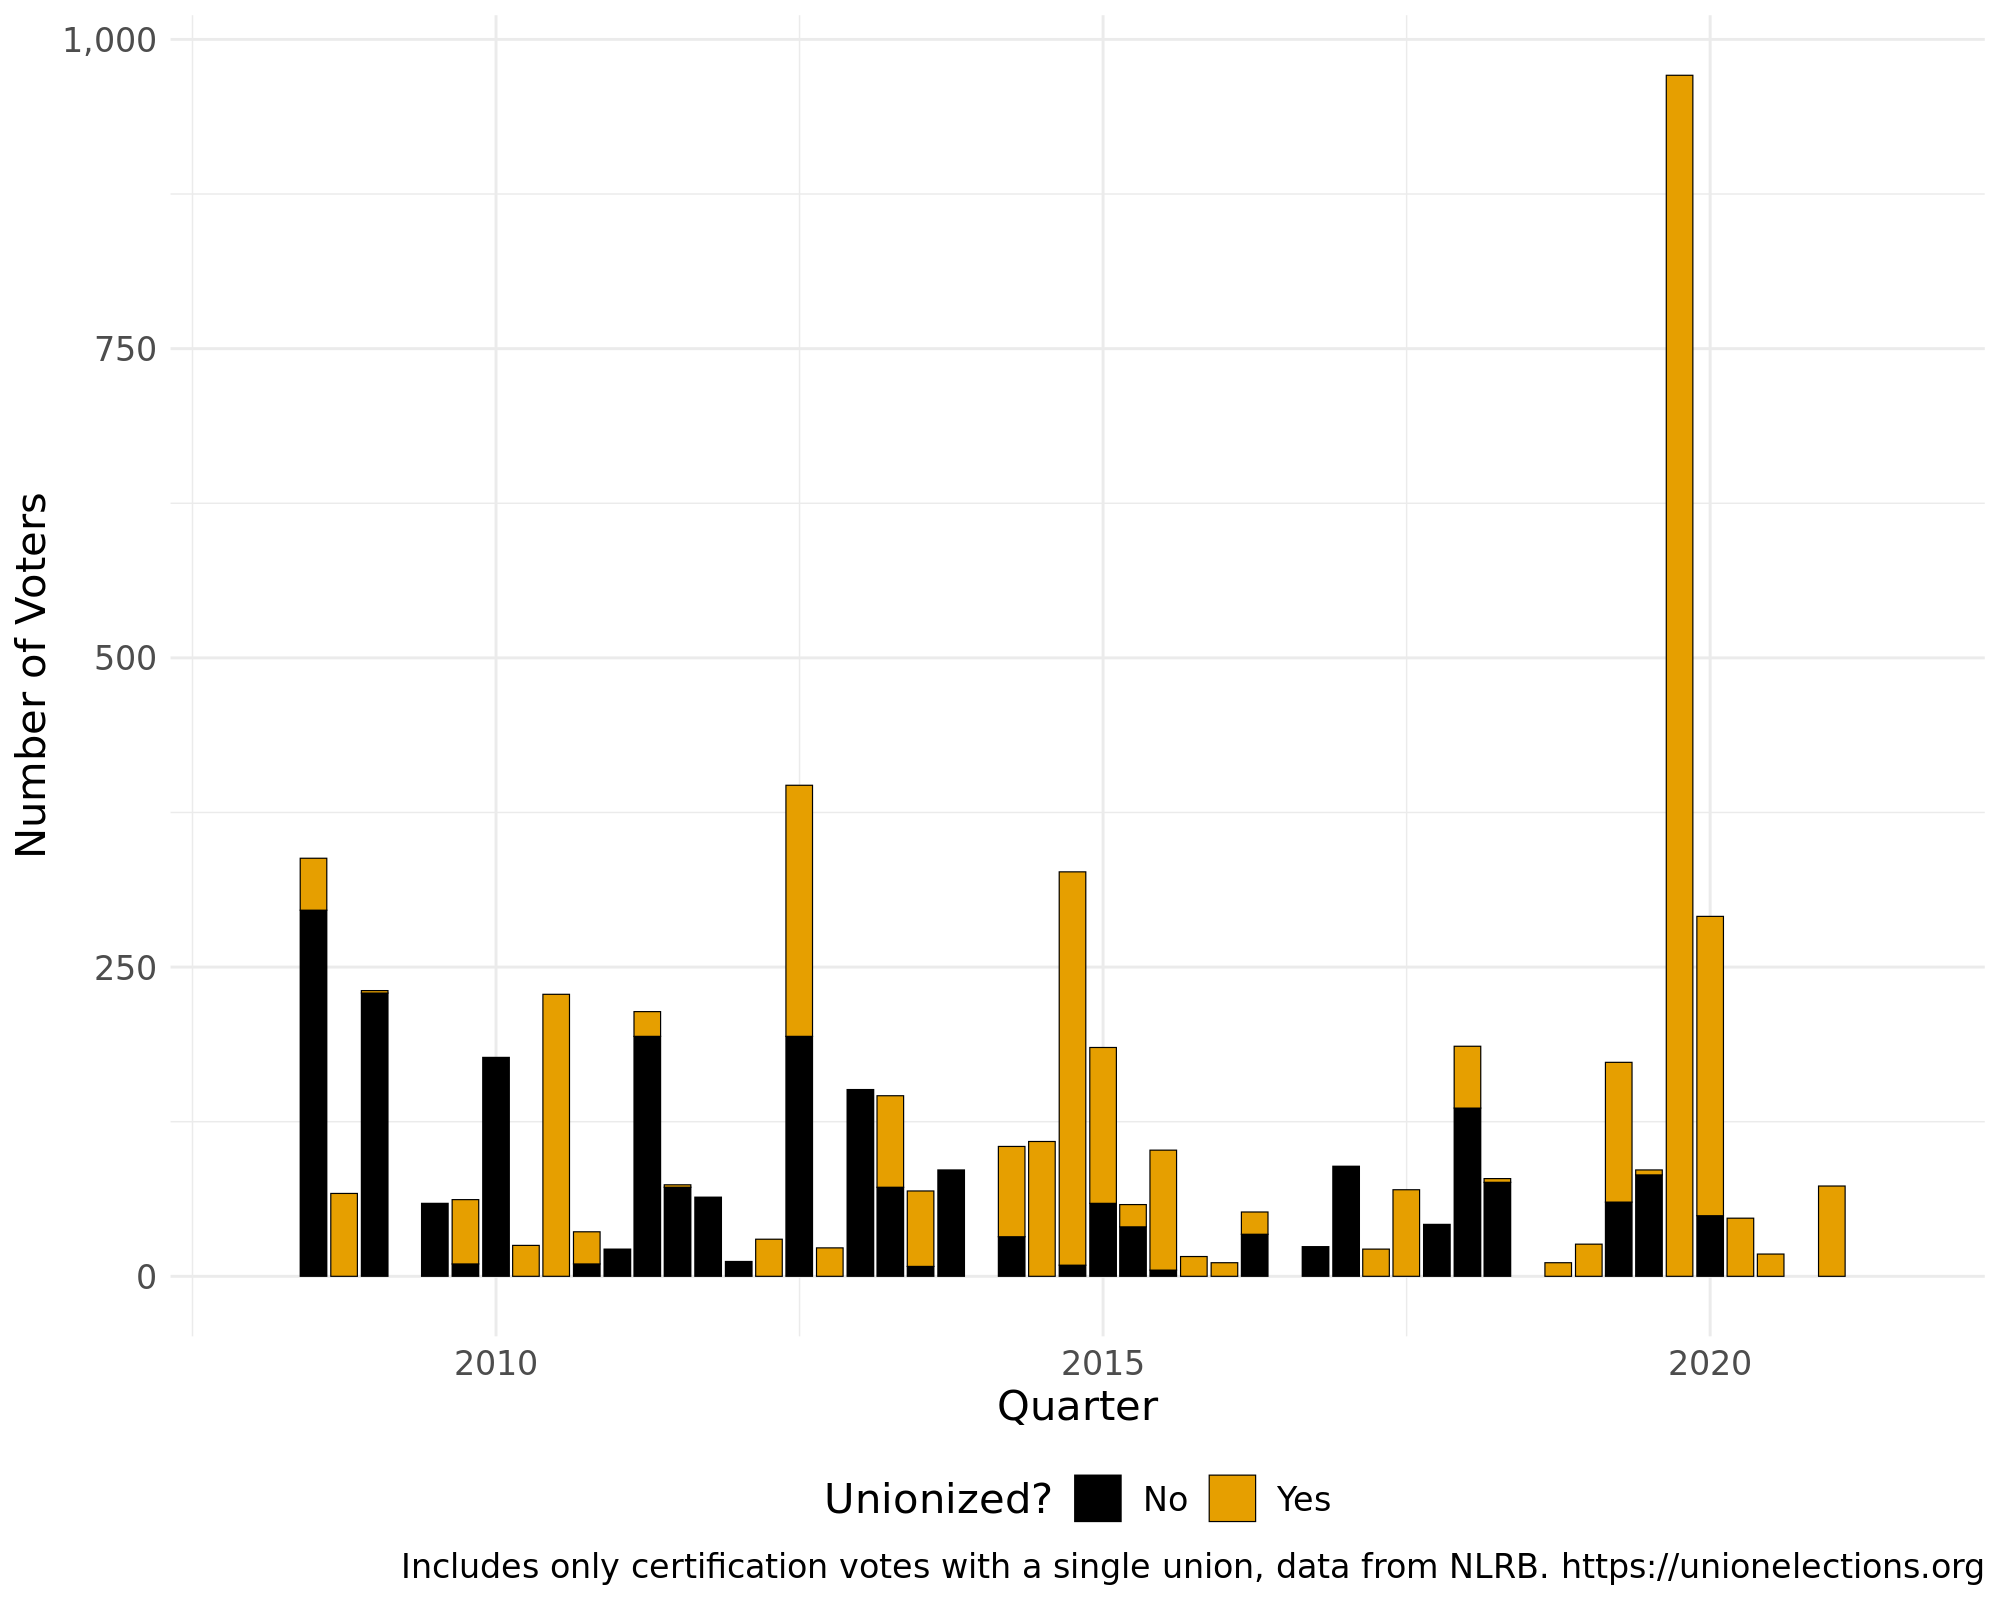 1,000
750
500
250
0
Number of Voters
2010 2015 2020
Quarter
Unionized? No Yes
Includes only certification votes with a single union, data from NLRB. https://unionelections.org